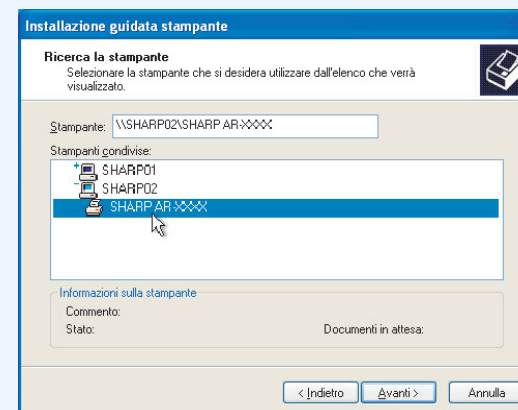 Installazione guidata stampante
Ricerca la stampante
Selezionare la stampante che si desidera utilizzare dall'elenco che verrà
visualizzato.
Stampante: \\SHARP02\SHARP AR-XXXX
Stampanti condivise:
SHARP01
SHARP02
SHARP AR-XXXX
Informazioni sulla stampante
Commento:
Stato: Documenti in attesa:
< Indietro Avanti > Annulla